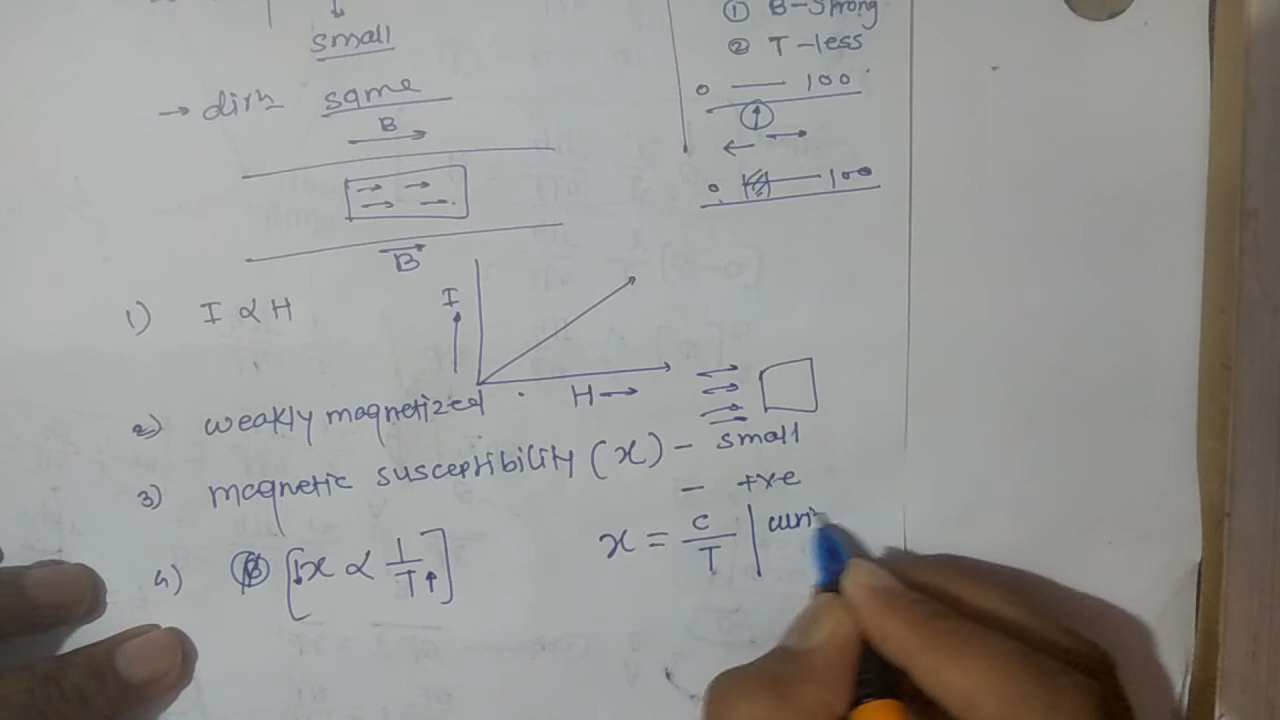 small
→ dirn same
B
B
① B-strong
② T-less
0 — 100
0 — 100
1) I ∝ H
I
H→
2) weakly magnetized
3) magnetic susceptibility (x) - small
- +ve
4) [x ∝ 1/T↑]
x = C/T | curi